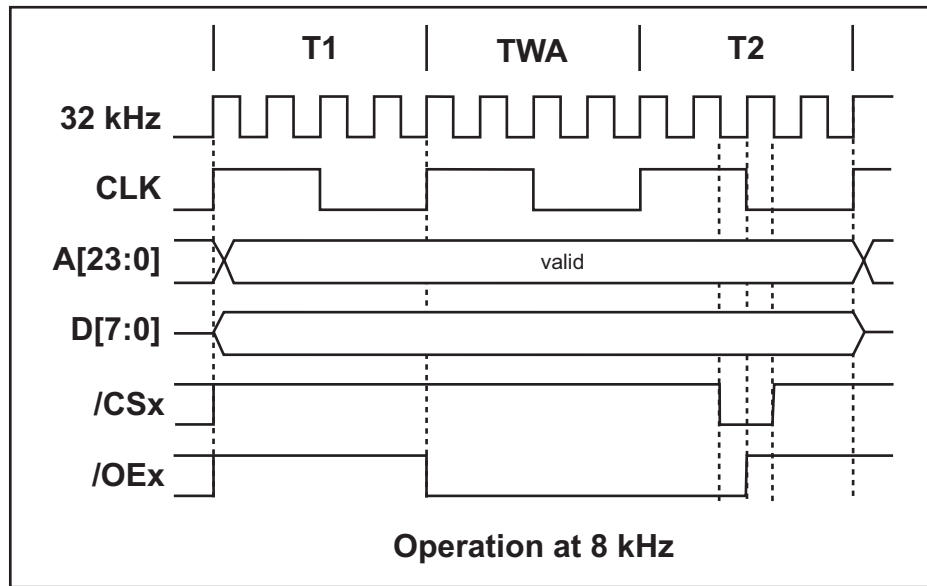 T1 TWA T2
32 kHz
CLK
A[23:0] valid
D[7:0]
/CSx
/OEx
Operation at 8 kHz